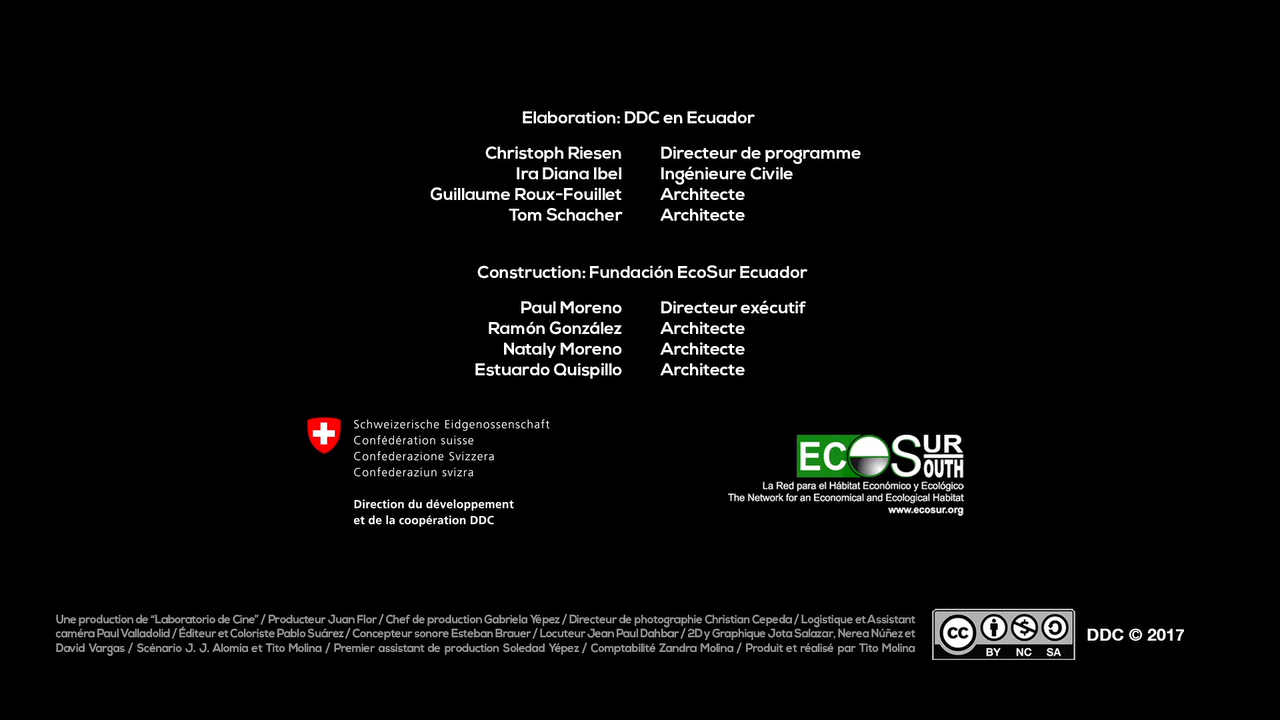 Elaboration: DDC en Ecuador
Christoph Riesen Directeur de programme
Ira Diana Ibel Ingénieure Civile
Guillaume Roux-Fouillet Architecte
Tom Schacher Architecte
Construction: Fundación EcoSur Ecuador
Paul Moreno Directeur exécutif
Ramón González Architecte
Nataly Moreno Architecte
Estuardo Quispillo Architecte
Schweizerische Eidgenossenschaft
Confédération suisse
Confederazione Svizzera
Confederaziun svizra
Direction du développement
et de la coopération DDC
ECOSUR
SOUTH
La Red para el Hábitat Económico y Ecológico
The Network for an Economical and Ecological Habitat
www.ecosur.org
Une production de “Laboratorio de Cine” / Producteur Juan Flor / Chef de production Gabriela Yépez / Directeur de photographie Christian Cepeda / Logistique et Assistant
caméra Paul Valladolid / Éditeur et Coloriste Pablo Suárez / Concepteur sonore Esteban Brauer / Locuteur Jean Paul Dahbar / 2D y Graphique Jota Salazar, Nerea Núñez et
David Vargas / Scénario J. J. Alomía et Tito Molina / Premier assistant de production Soledad Yépez / Comptabilité Zandra Molina / Produit et réalisé par Tito Molina
cc
BY NC SA
DDC © 2017